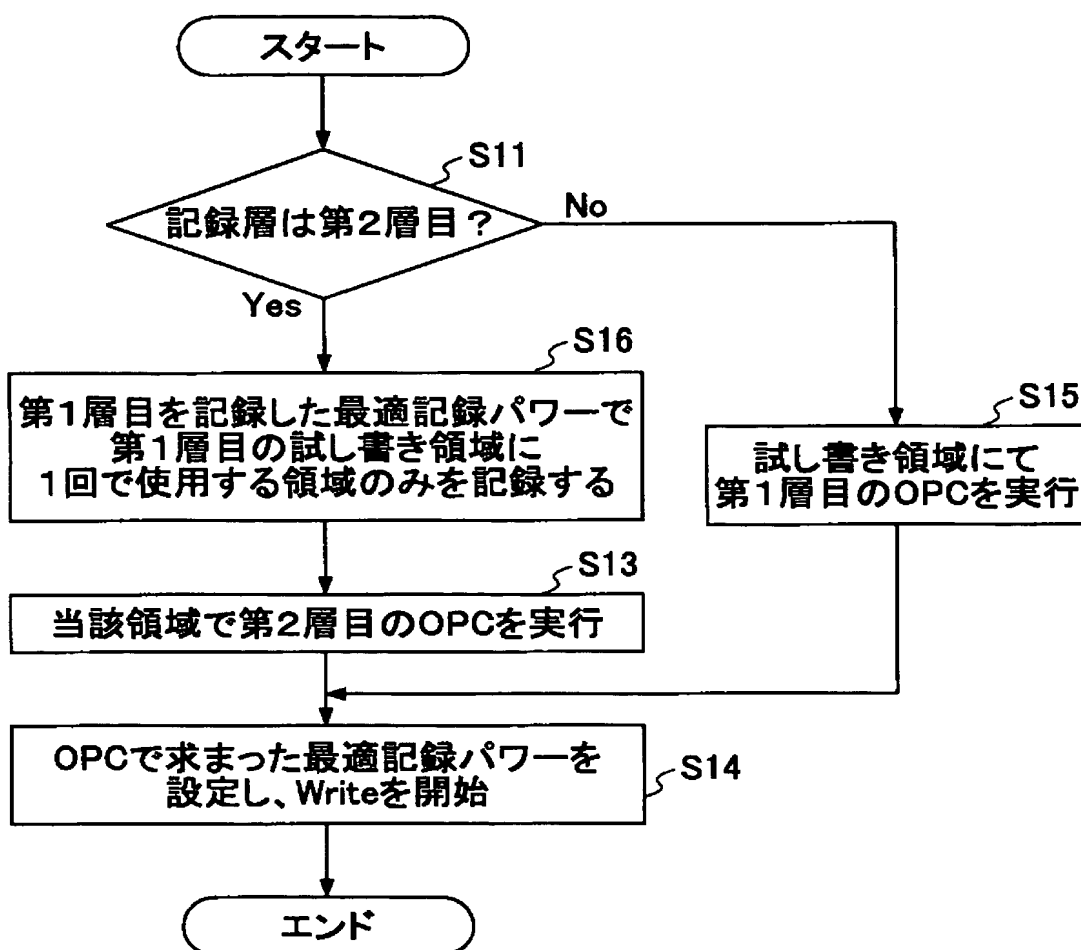 スタート
S11
記録層は第2層目?
No
Yes
S16
第1層目を記録した最適記録パワーで
第1層目の試し書き領域に
1回で使用する領域のみを記録する
S15
試し書き領域にて
第1層目のOPCを実行
S13
当該領域で第2層目のOPCを実行
OPCで求まった最適記録パワーを
設定し、Writeを開始
S14
エンド